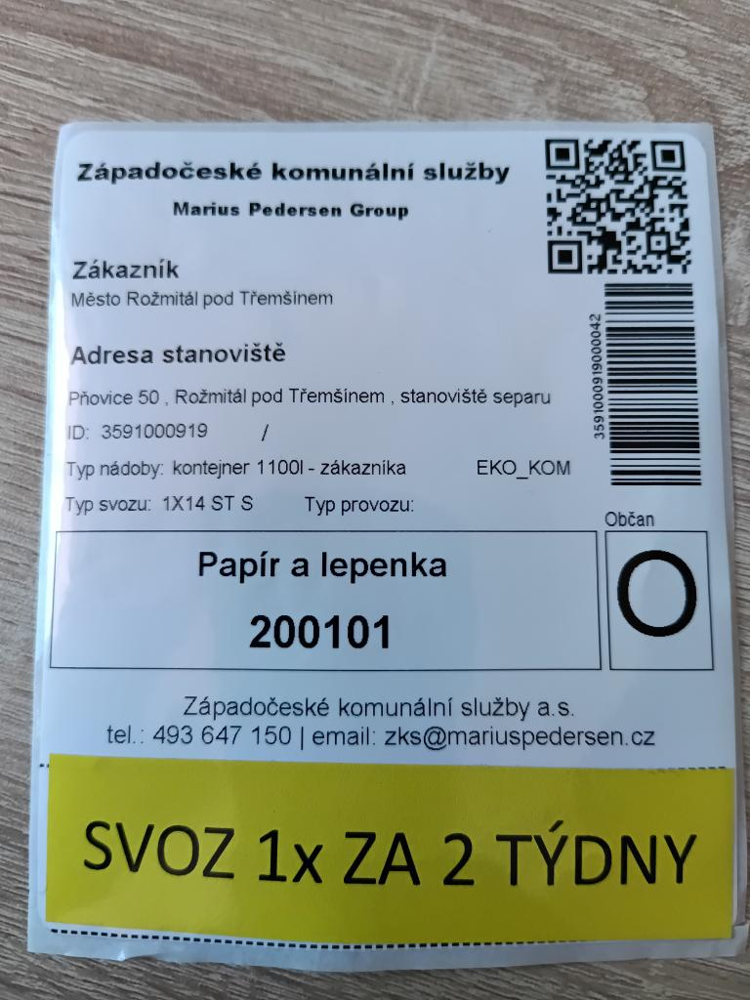 Západočeské komunální služby
Marius Pedersen Group
Zákazník
Město Rožmitál pod Třemšínem
Adresa stanoviště
Pňovice 50 , Rožmitál pod Třemšínem , stanoviště separu
ID: 3591000919 /
Typ nádoby: kontejner 1100l - zákazníka EKO_KOM
Typ svozu: 1X14 ST S Typ provozu:
3591000919000042
Občan
O
Papír a lepenka
200101
Západočeské komunální služby a.s.
tel.: 493 647 150 | email: zks@mariuspedersen.cz
SVOZ 1x ZA 2 TÝDNY